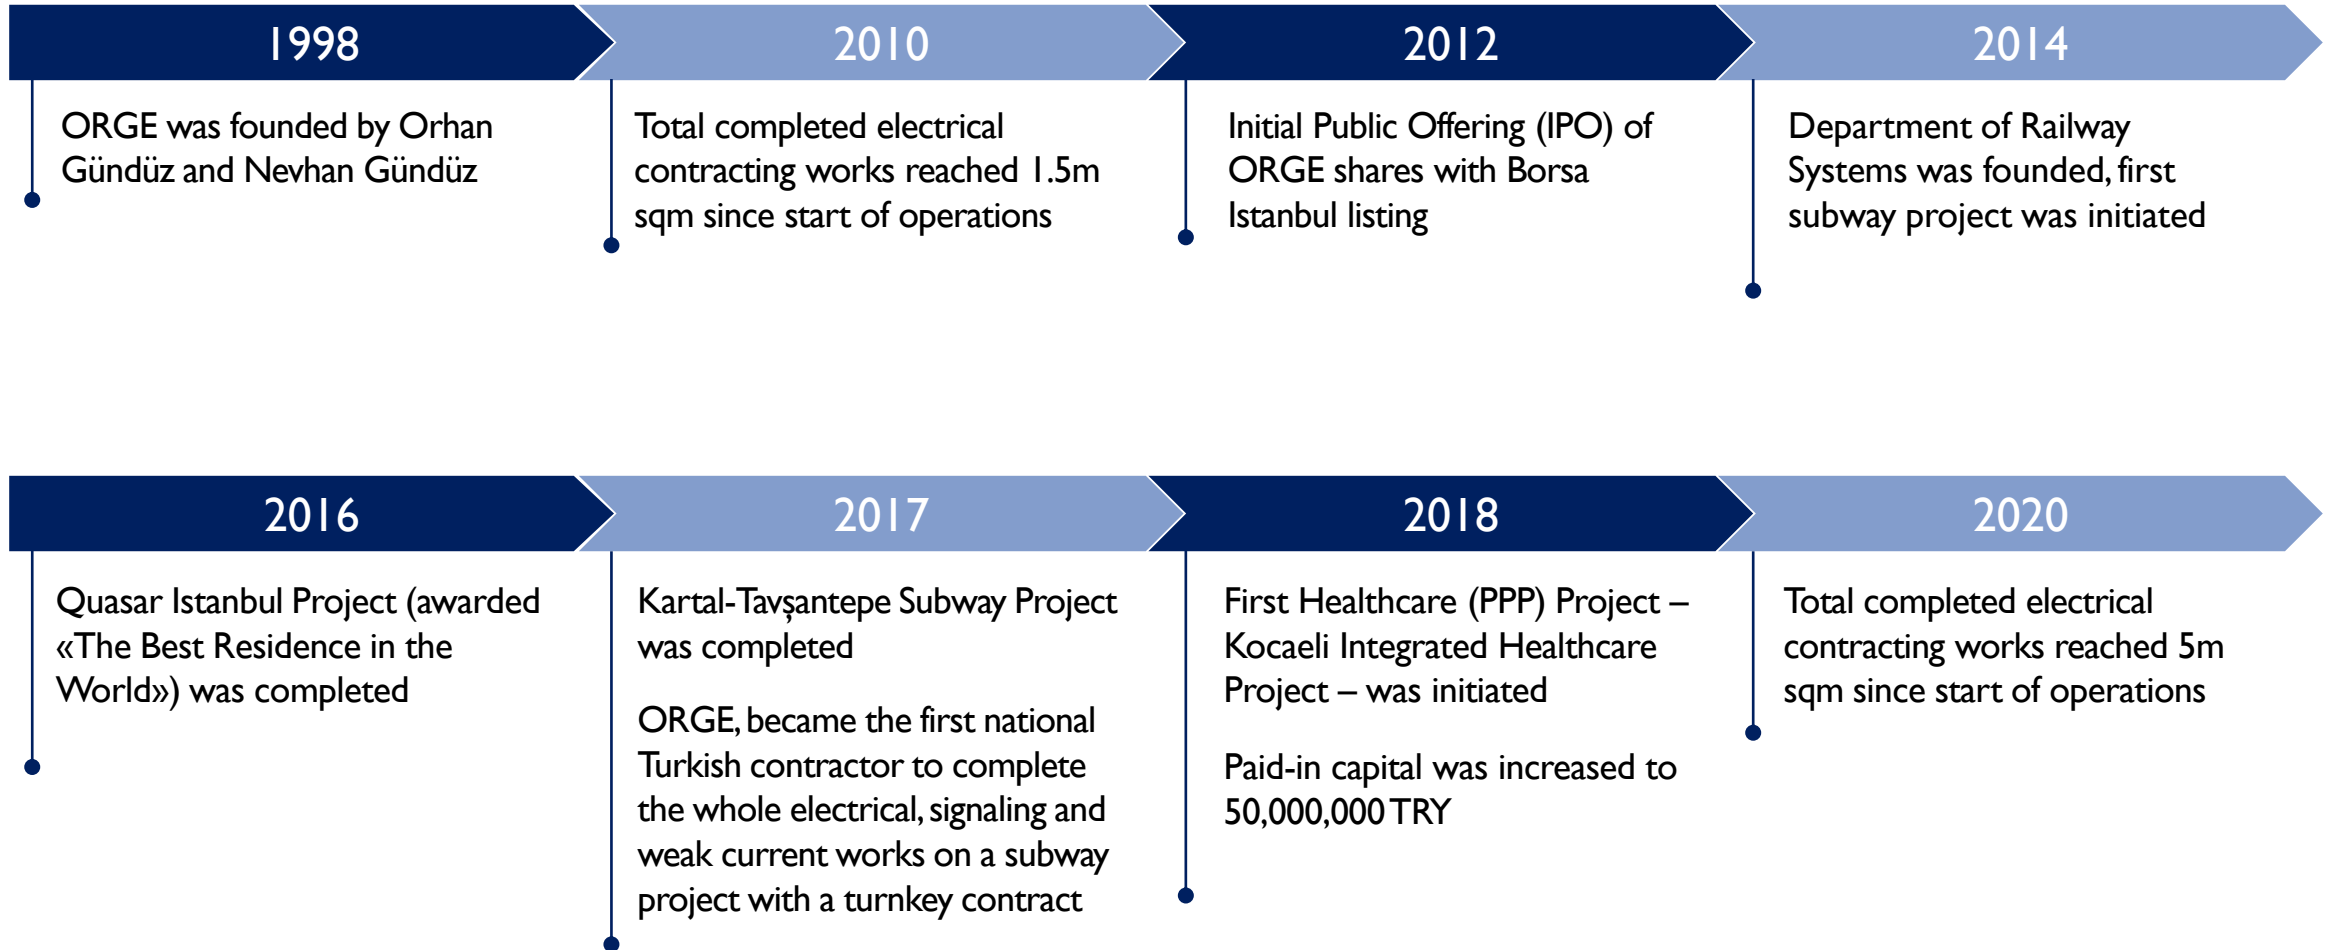 1998
ORGE was founded by Orhan
Gündüz and Nevhan Gündüz
2010
Total completed electrical
contracting works reached 1.5m
sqm since start of operations
2012
Initial Public Offering (IPO) of
ORGE shares with Borsa
Istanbul listing
2014
Department of Railway
Systems was founded, first
subway project was initiated
2016
Quasar Istanbul Project (awarded
«The Best Residence in the
World») was completed
2017
Kartal-Tavşantepe Subway Project
was completed
ORGE, became the first national
Turkish contractor to complete
the whole electrical, signaling and
weak current works on a subway
project with a turnkey contract
2018
First Healthcare (PPP) Project –
Kocaeli Integrated Healthcare
Project – was initiated
Paid-in capital was increased to
50,000,000 TRY
2020
Total completed electrical
contracting works reached 5m
sqm since start of operations